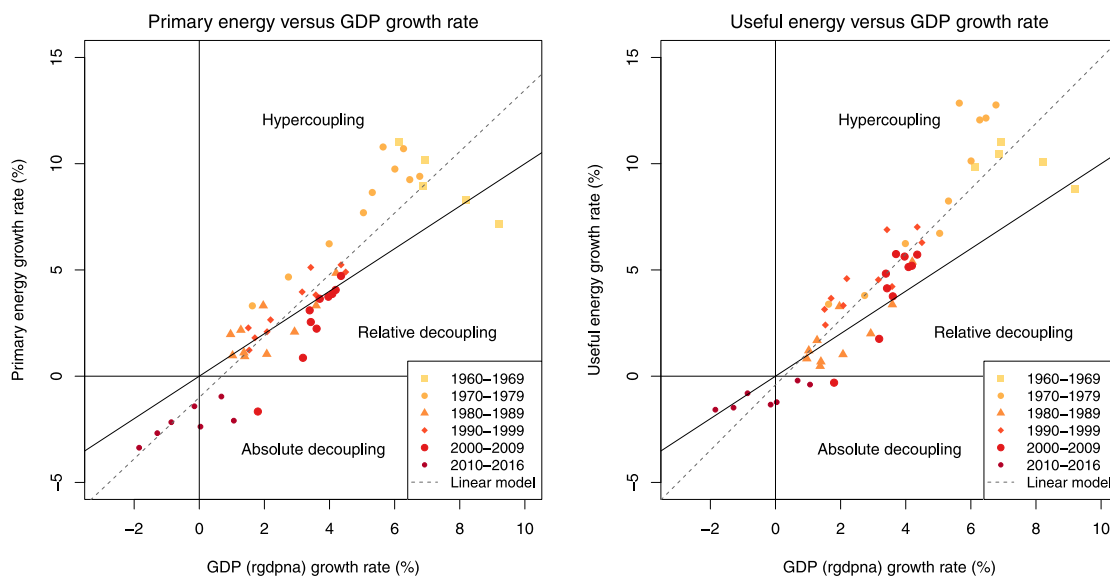 Primary energy versus GDP growth rate
Primary energy growth rate (%)
15
10
5
0
−5
Hypercoupling
Relative decoupling
Absolute decoupling
1960−1969
1970−1979
1980−1989
1990−1999
2000−2009
2010−2016
Linear model
−2 0 2 4 6 8 10
GDP (rgdpna) growth rate (%)
Useful energy versus GDP growth rate
Useful energy growth rate (%)
15
10
5
0
−5
Hypercoupling
Relative decoupling
Absolute decoupling
1960−1969
1970−1979
1980−1989
1990−1999
2000−2009
2010−2016
Linear model
−2 0 2 4 6 8 10
GDP (rgdpna) growth rate (%)